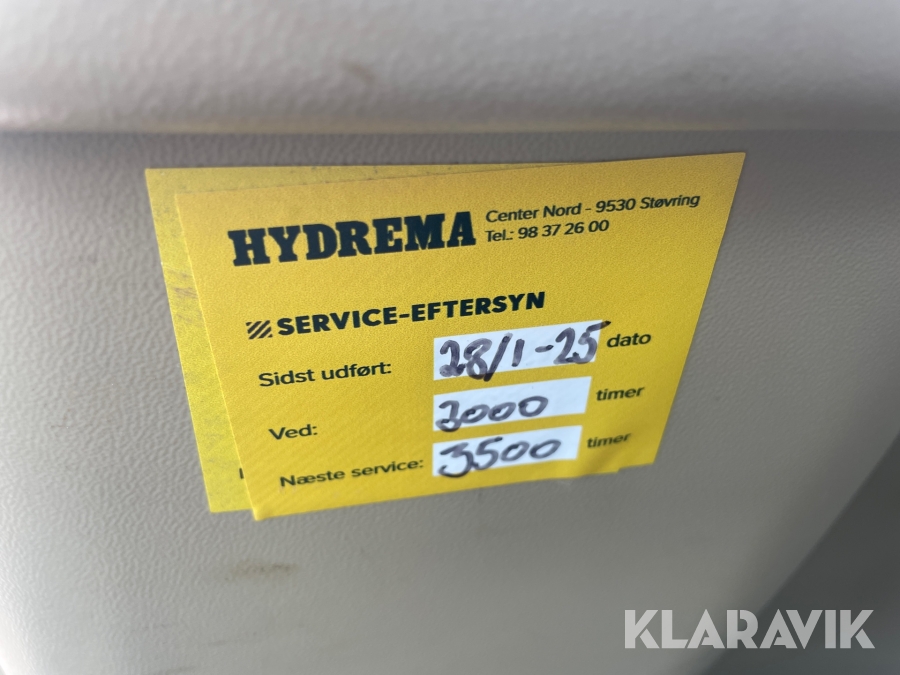 HYDREMA
Center Nord - 9530 Støvring
Tel.: 98 37 26 00
SERVICE-EFTERSYN
Sidst udført: 28/1-25 dato
Ved: 3000 timer
Næste service: 3500 timer
KLARAVIK